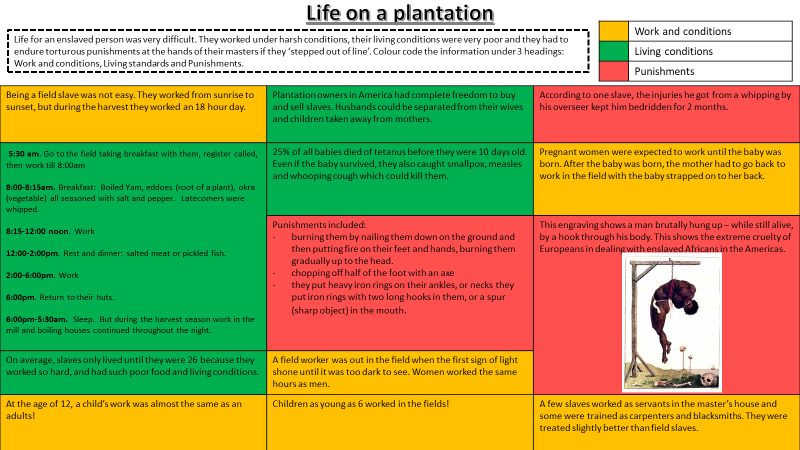 Life on a plantation
Life for an enslaved person was very difficult. They worked under harsh conditions, their living conditions were very poor and they had to
endure torturous punishments at the hands of their masters if they ‘stepped out of line’. Colour code the information under 3 headings:
Work and conditions, Living standards and Punishments.
Work and conditions
Living conditions
Punishments
Being a field slave was not easy. They worked from sunrise to
sunset, but during the harvest they worked an 18 hour day.
Plantation owners in America had complete freedom to buy
and sell slaves. Husbands could be separated from their wives
and children taken away from mothers.
According to one slave, the injuries he got from a whipping by
his overseer kept him bedridden for 2 months.
5:30 am. Go to the field taking breakfast with them, register called,
then work till 8:00am
8:00-8:15am. Breakfast: Boiled Yam, eddoes (root of a plant), okra
(vegetable) all seasoned with salt and pepper. Latecomers were
whipped.
8:15-12:00 noon. Work
12:00-2:00pm. Rest and dinner: salted meat or pickled fish.
2:00-6:00pm. Work
6:00pm. Return to their huts.
6:00pm-5:30am. Sleep. But during the harvest season work in the
mill and boiling houses continued throughout the night.
25% of all babies died of tetanus before they were 10 days old.
Even if the baby survived, they also caught smallpox, measles
and whooping cough which could kill them.
Pregnant women were expected to work until the baby was
born. After the baby was born, the mother had to go back to
work in the field with the baby strapped on to her back.
Punishments included:
- burning them by nailing them down on the ground and
then putting fire on their feet and hands, burning them
gradually up to the head.
- chopping off half of the foot with an axe
- they put heavy iron rings on their ankles, or necks they
put iron rings with two long hooks in them, or a spur
(sharp object) in the mouth.
This engraving shows a man brutally hung up – while still alive,
by a hook through his body. This shows the extreme cruelty of
Europeans in dealing with enslaved Africans in the Americas.
On average, slaves only lived until they were 26 because they
worked so hard, and had such poor food and living conditions.
A field worker was out in the field when the first sign of light
shone until it was too dark to see. Women worked the same
hours as men.
At the age of 12, a child’s work was almost the same as an
adults!
Children as young as 6 worked in the fields!
A few slaves worked as servants in the master’s house and
some were trained as carpenters and blacksmiths. They were
treated slightly better than field slaves.